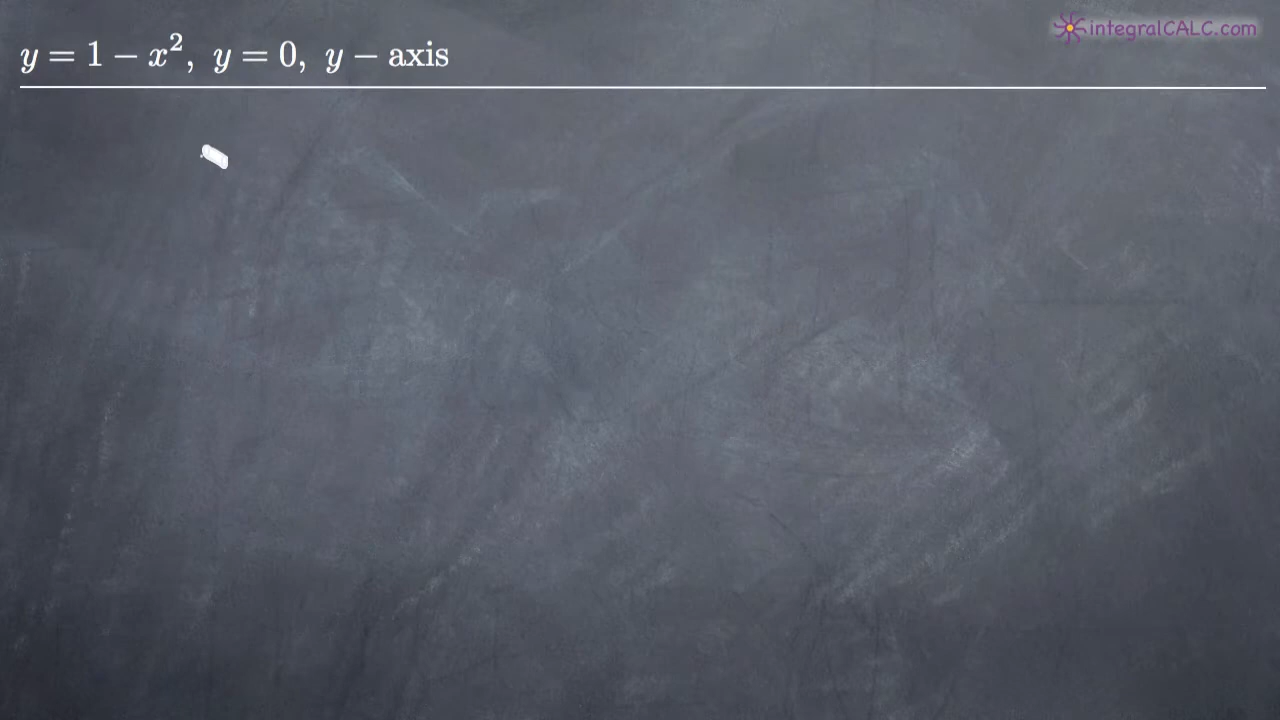 integralCALC.com
y = 1 − x², y = 0, y − axis